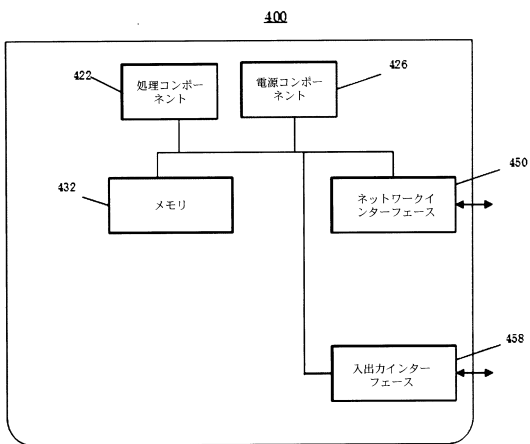 400
422
処理コンポー
ネント
電源コンポー
ネント
426
432
メモリ
ネットワークイ
ンターフェース
450
入出力インター
フェース
458